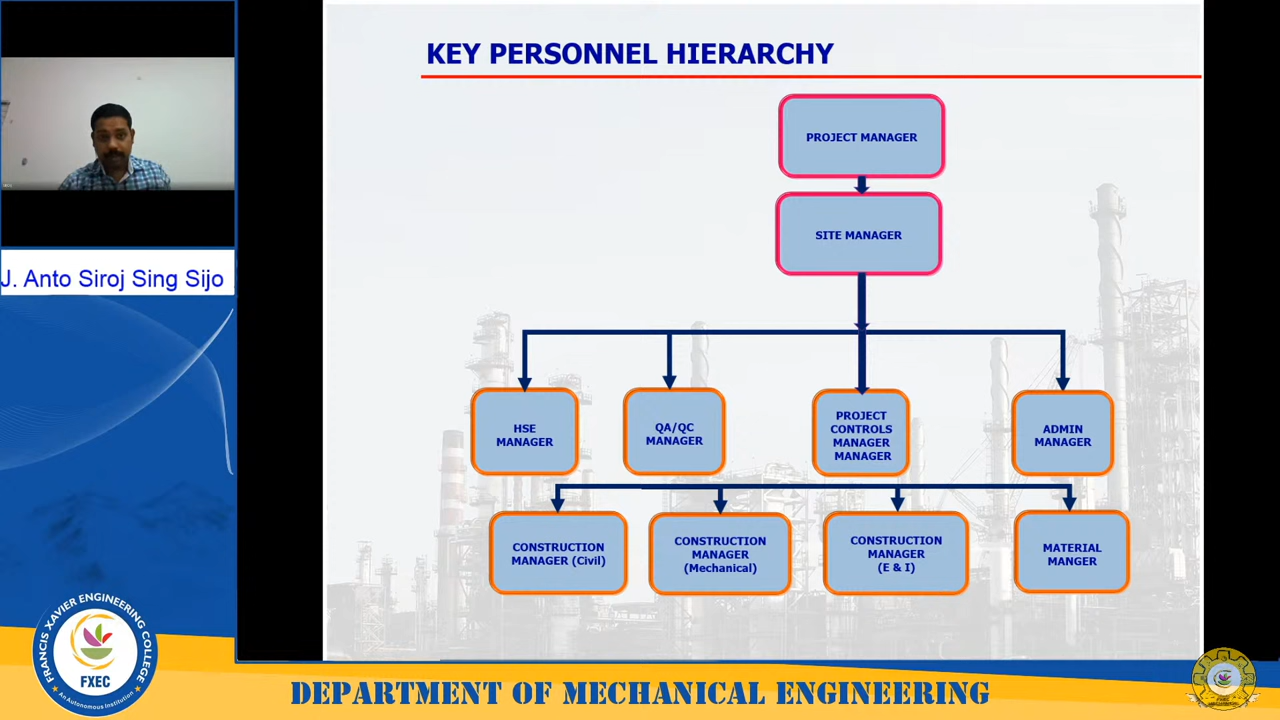 KEY PERSONNEL HIERARCHY
PROJECT MANAGER
SITE MANAGER
HSE
MANAGER
QA/QC
MANAGER
PROJECT
CONTROLS
MANAGER
MANAGER
ADMIN
MANAGER
CONSTRUCTION
MANAGER (Civil)
CONSTRUCTION
MANAGER
(Mechanical)
CONSTRUCTION
MANAGER
(E & I)
MATERIAL
MANGER
J. Anto Siroj Sing Sijo
FRANCIS XAVIER ENGINEERING COLLEGE
FXEC
An Autonomous Institution
DEPARTMENT OF MECHANICAL ENGINEERING